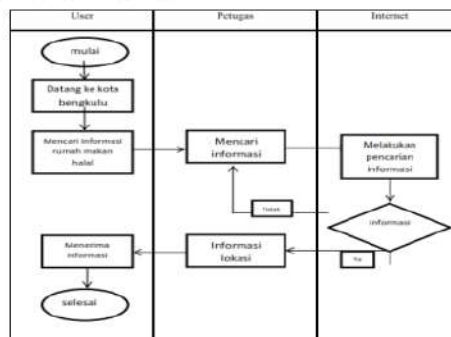 User
Petugas
Internet
mulai
Datang ke kota
bengkulu
Mencari informasi
rumah makan
halal
Mencari
informasi
Melakukan
pencarian
informasi
Tidak
informasi
Ya
Informasi
lokasi
Menerima
informasi
selesai